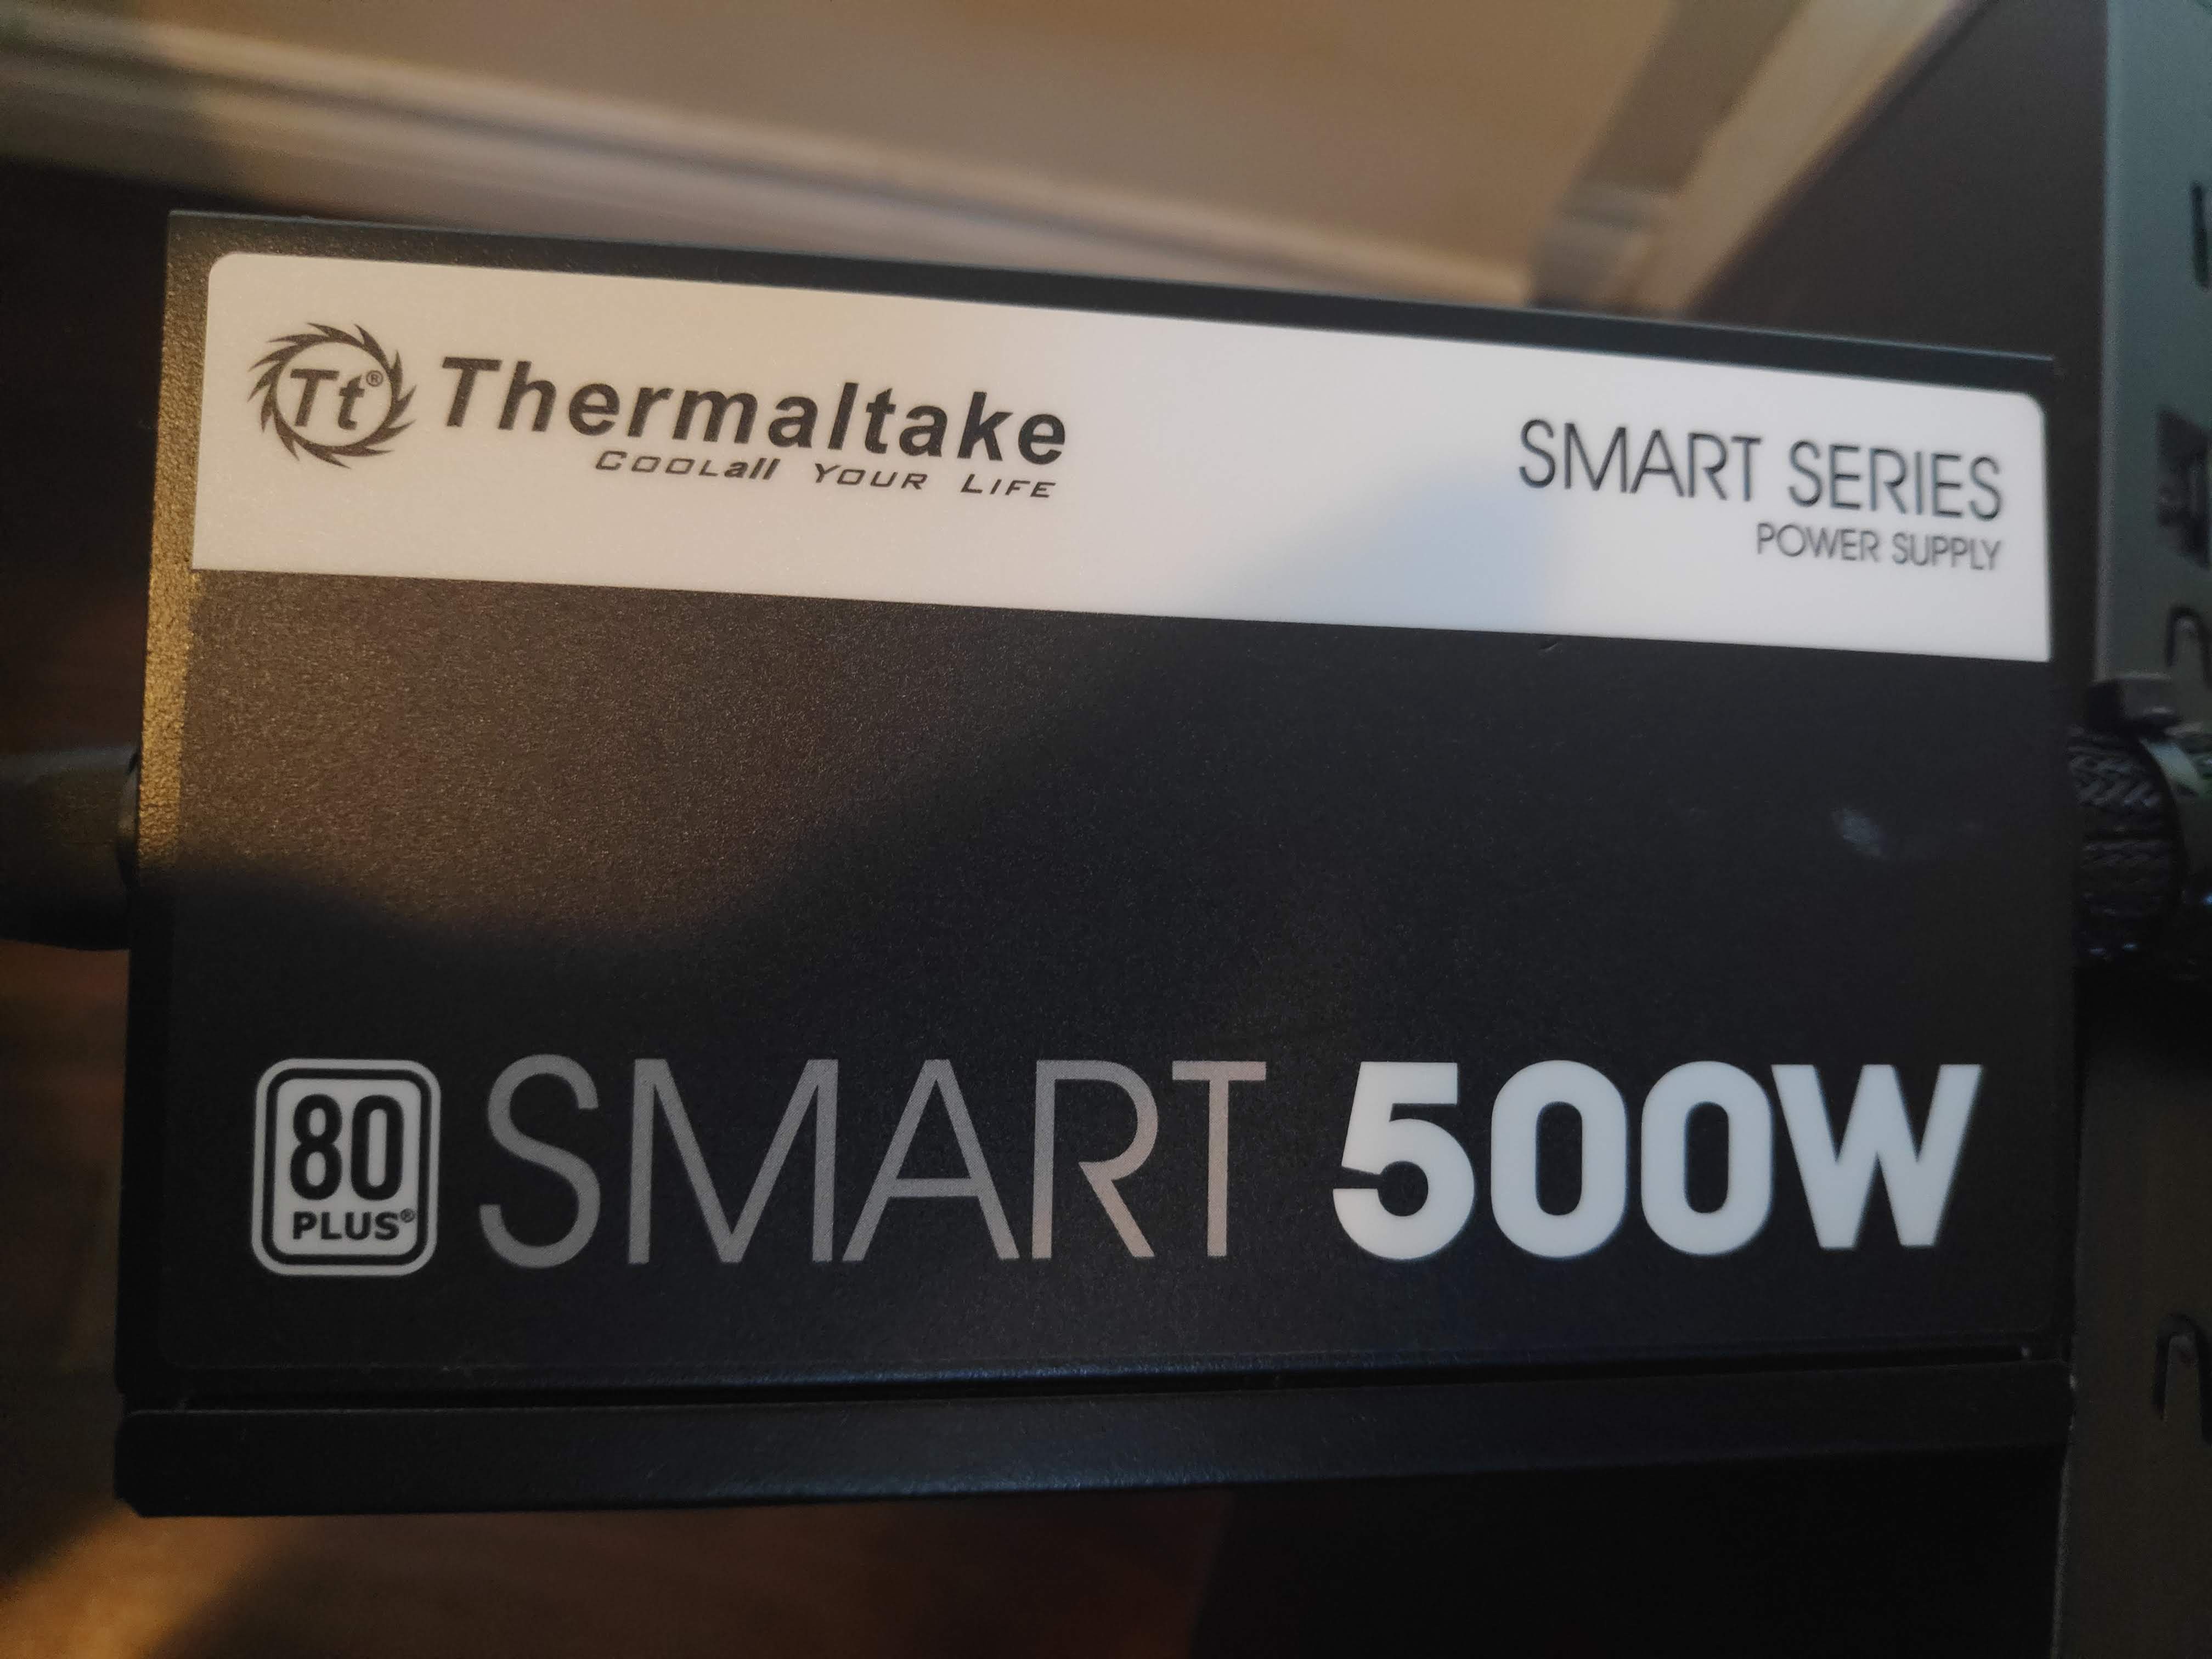 Tt® Thermaltake
COOLall YOUR LIFE
SMART SERIES
POWER SUPPLY
80
PLUS®
SMART 500W